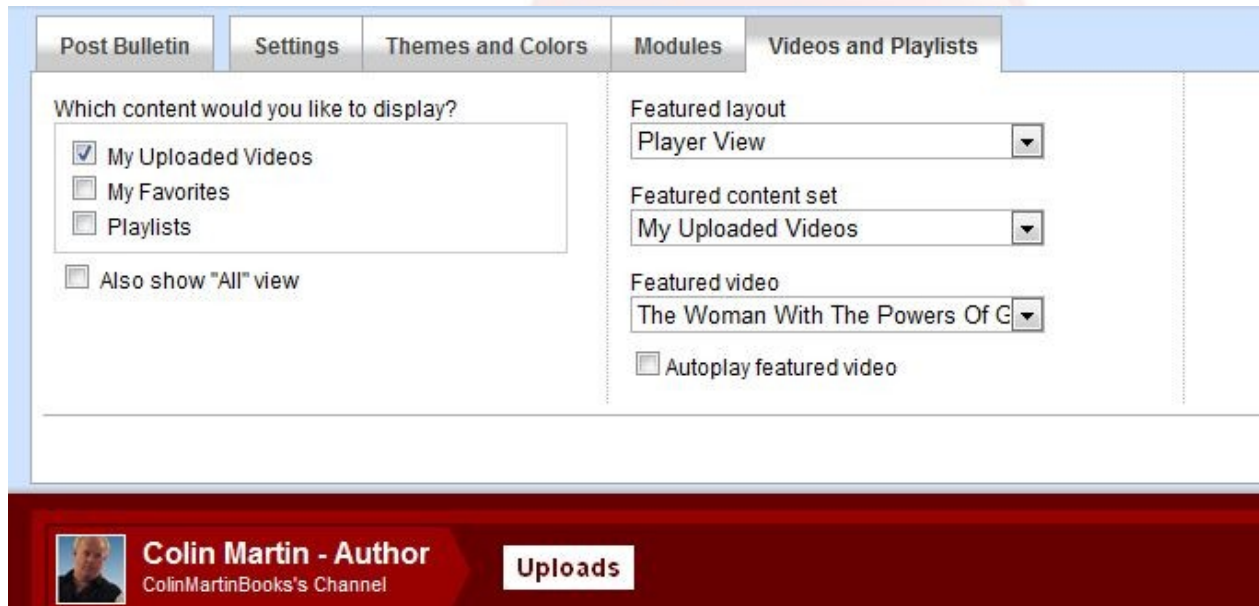 Post Bulletin
Settings
Themes and Colors
Modules
Videos and Playlists
Which content would you like to display?
My Uploaded Videos
My Favorites
Playlists
Also show "All" view
Featured layout
Player View
Featured content set
My Uploaded Videos
Featured video
The Woman With The Powers Of G
Autoplay featured video
Colin Martin - Author
ColinMartinBooks's Channel
Uploads